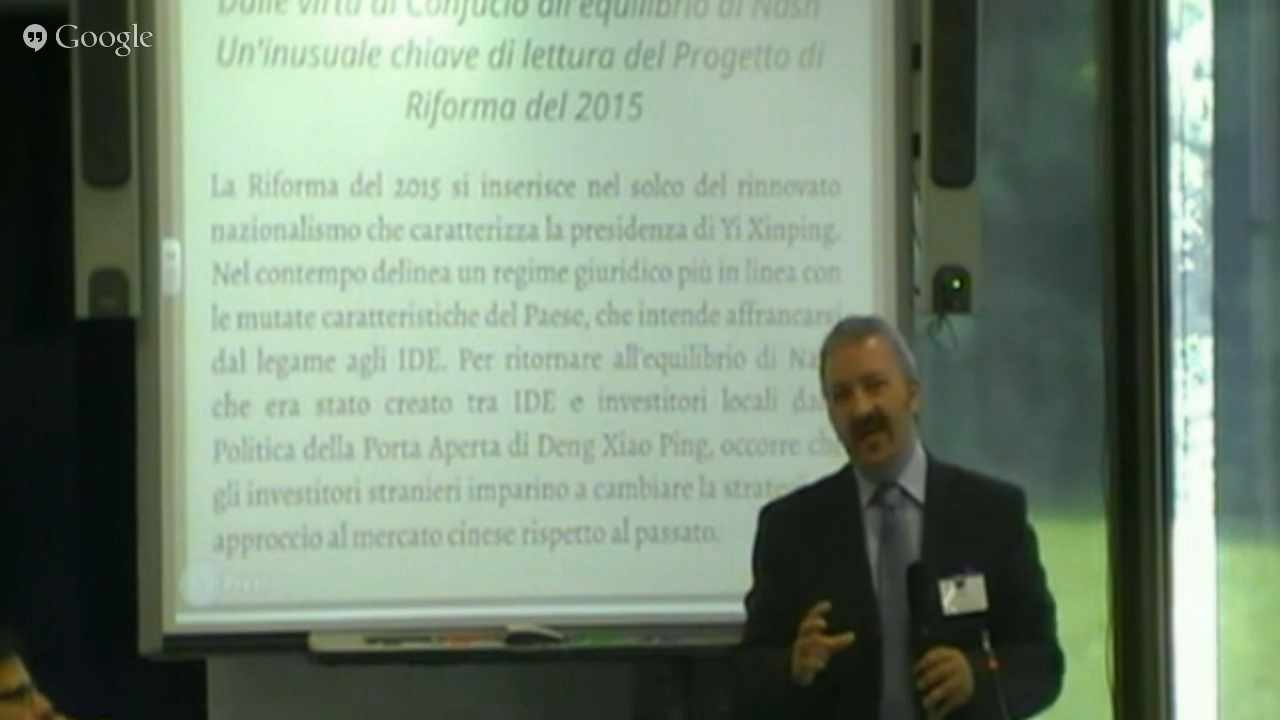 Google
Dalle virtù di Confucio all'equilibrio di Nash
Un'inusuale chiave di lettura del Progetto di
Riforma del 2015
La Riforma del 2015 si inserisce nel solco del rinnovato
nazionalismo che caratterizza la presidenza di Yi Xinping.
Nel contempo delinea un regime giuridico più in linea con
le mutate caratteristiche del Paese, che intende affrancarsi
dal legame agli IDE. Per ritornare all'equilibrio di Na
che era stato creato tra IDE e investitori locali da
Politica della Porta Aperta di Deng Xiao Ping, occorre che
gli investitori stranieri imparino a cambiare la strate
approccio al mercato cinese rispetto al passato.